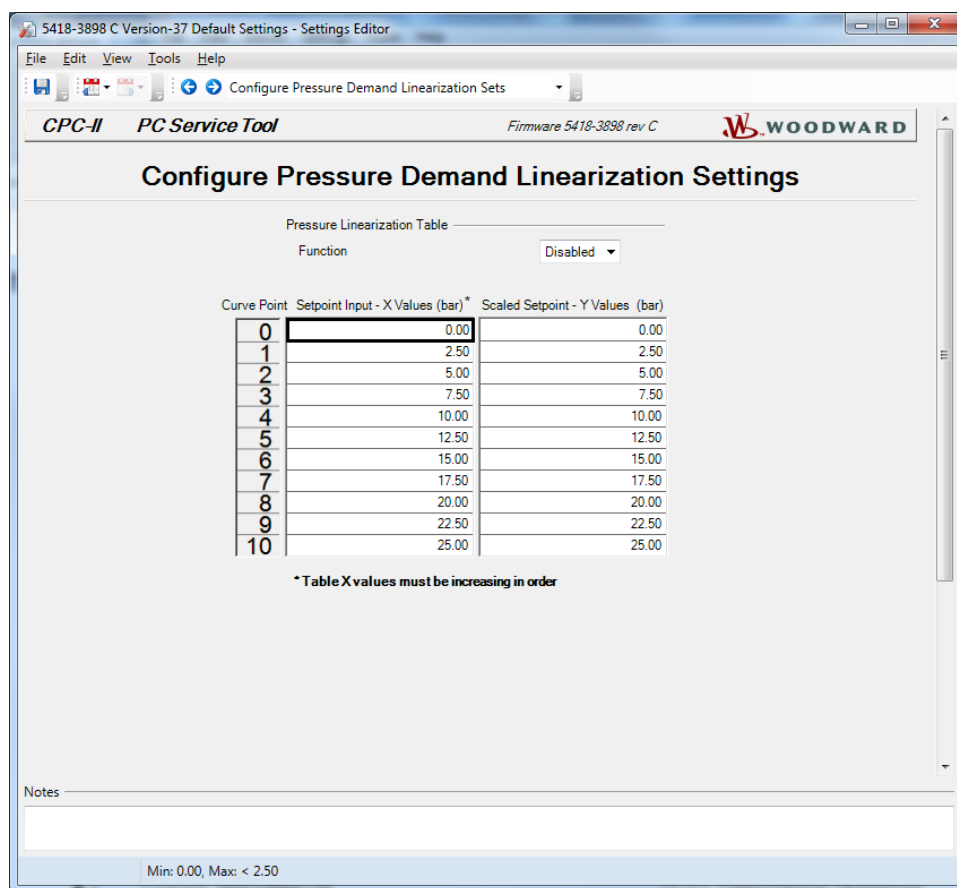 5418-3898 C Version-37 Default Settings - Settings Editor
File Edit View Tools Help
Configure Pressure Demand Linearization Sets
CPC-II PC Service Tool Firmware 5418-3898 rev C WOODWARD
Configure Pressure Demand Linearization Settings
Pressure Linearization Table
Function Disabled
Curve Point Setpoint Input - X Values (bar)* Scaled Setpoint - Y Values (bar)
0 0.00 0.00
1 2.50 2.50
2 5.00 5.00
3 7.50 7.50
4 10.00 10.00
5 12.50 12.50
6 15.00 15.00
7 17.50 17.50
8 20.00 20.00
9 22.50 22.50
10 25.00 25.00
* Table X values must be increasing in order
Notes
Min: 0.00, Max: < 2.50